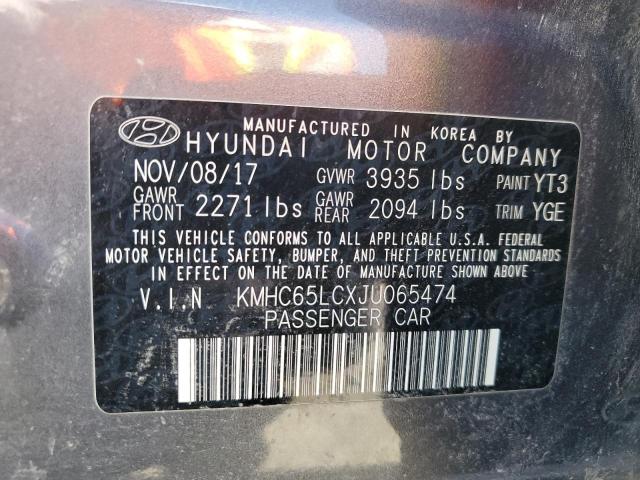 MANUFACTURED IN KOREA BY
HYUNDAI MOTOR COMPANY
NOV/08/17 GVWR 3935 lbs PAINT YT3
GAWR FRONT 2271 lbs GAWR REAR 2094 lbs TRIM YGE
THIS VEHICLE CONFORMS TO ALL APPLICABLE U.S.A. FEDERAL
MOTOR VEHICLE SAFETY, BUMPER, AND THEFT PREVENTION STANDARDS
IN EFFECT ON THE DATE OF MANUFACTURE SHOWN ABOVE.
V.I.N KMHC65LCXJU065474
PASSENGER CAR